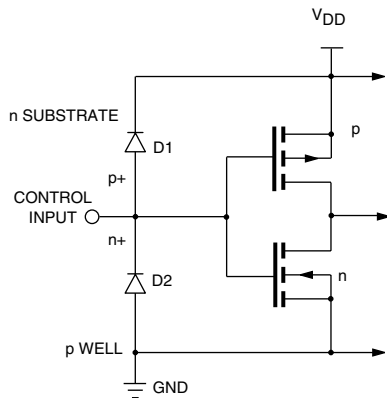 VDD
n SUBSTRATE
p
D1
p+
CONTROL
INPUT
n+
D2
n
p WELL
GND